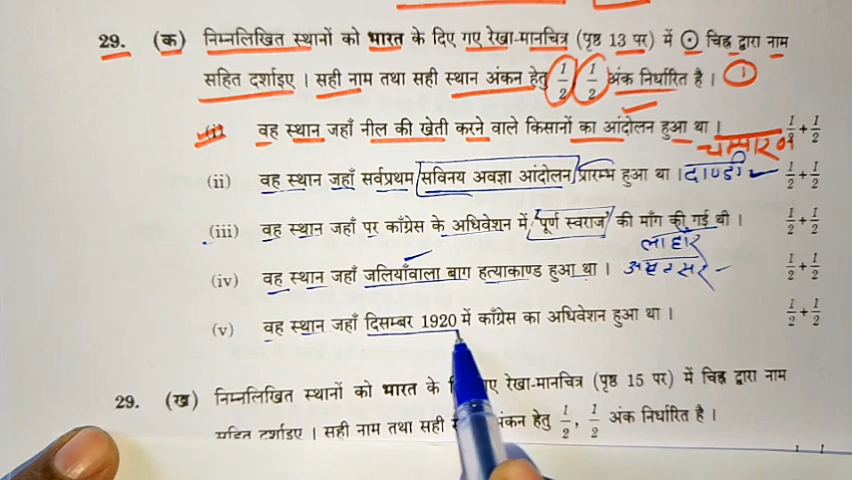 29. (क) निम्नलिखित स्थानों को भारत के दिए गए रेखा-मानचित्र (पृष्ठ 13 पर) में ⊙ चिह्न द्वारा नाम
सहित दर्शाइए । सही नाम तथा सही स्थान अंकन हेतु 1/2, 1/2 अंक निर्धारित है । 1
(i) वह स्थान जहाँ नील की खेती करने वाले किसानों का आंदोलन हुआ था । 1/2+1/2
चम्पारन
(ii) वह स्थान जहाँ सर्वप्रथम सविनय अवज्ञा आंदोलन प्रारम्भ हुआ था । दाण्डी 1/2+1/2
(iii) वह स्थान जहाँ पर काँग्रेस के अधिवेशन में 'पूर्ण स्वराज' की माँग की गई थी । 1/2+1/2
लाहौर
(iv) वह स्थान जहाँ जलियाँवाला बाग हत्याकाण्ड हुआ था । अमृतसर 1/2+1/2
(v) वह स्थान जहाँ दिसम्बर 1920 में काँग्रेस का अधिवेशन हुआ था । 1/2+1/2
29. (ख) निम्नलिखित स्थानों को भारत के गए रेखा-मानचित्र (पृष्ठ 15 पर) में चिह्न द्वारा नाम
सहित दर्शाइए । सही नाम तथा सही अंकन हेतु 1/2, 1/2 अंक निर्धारित है ।